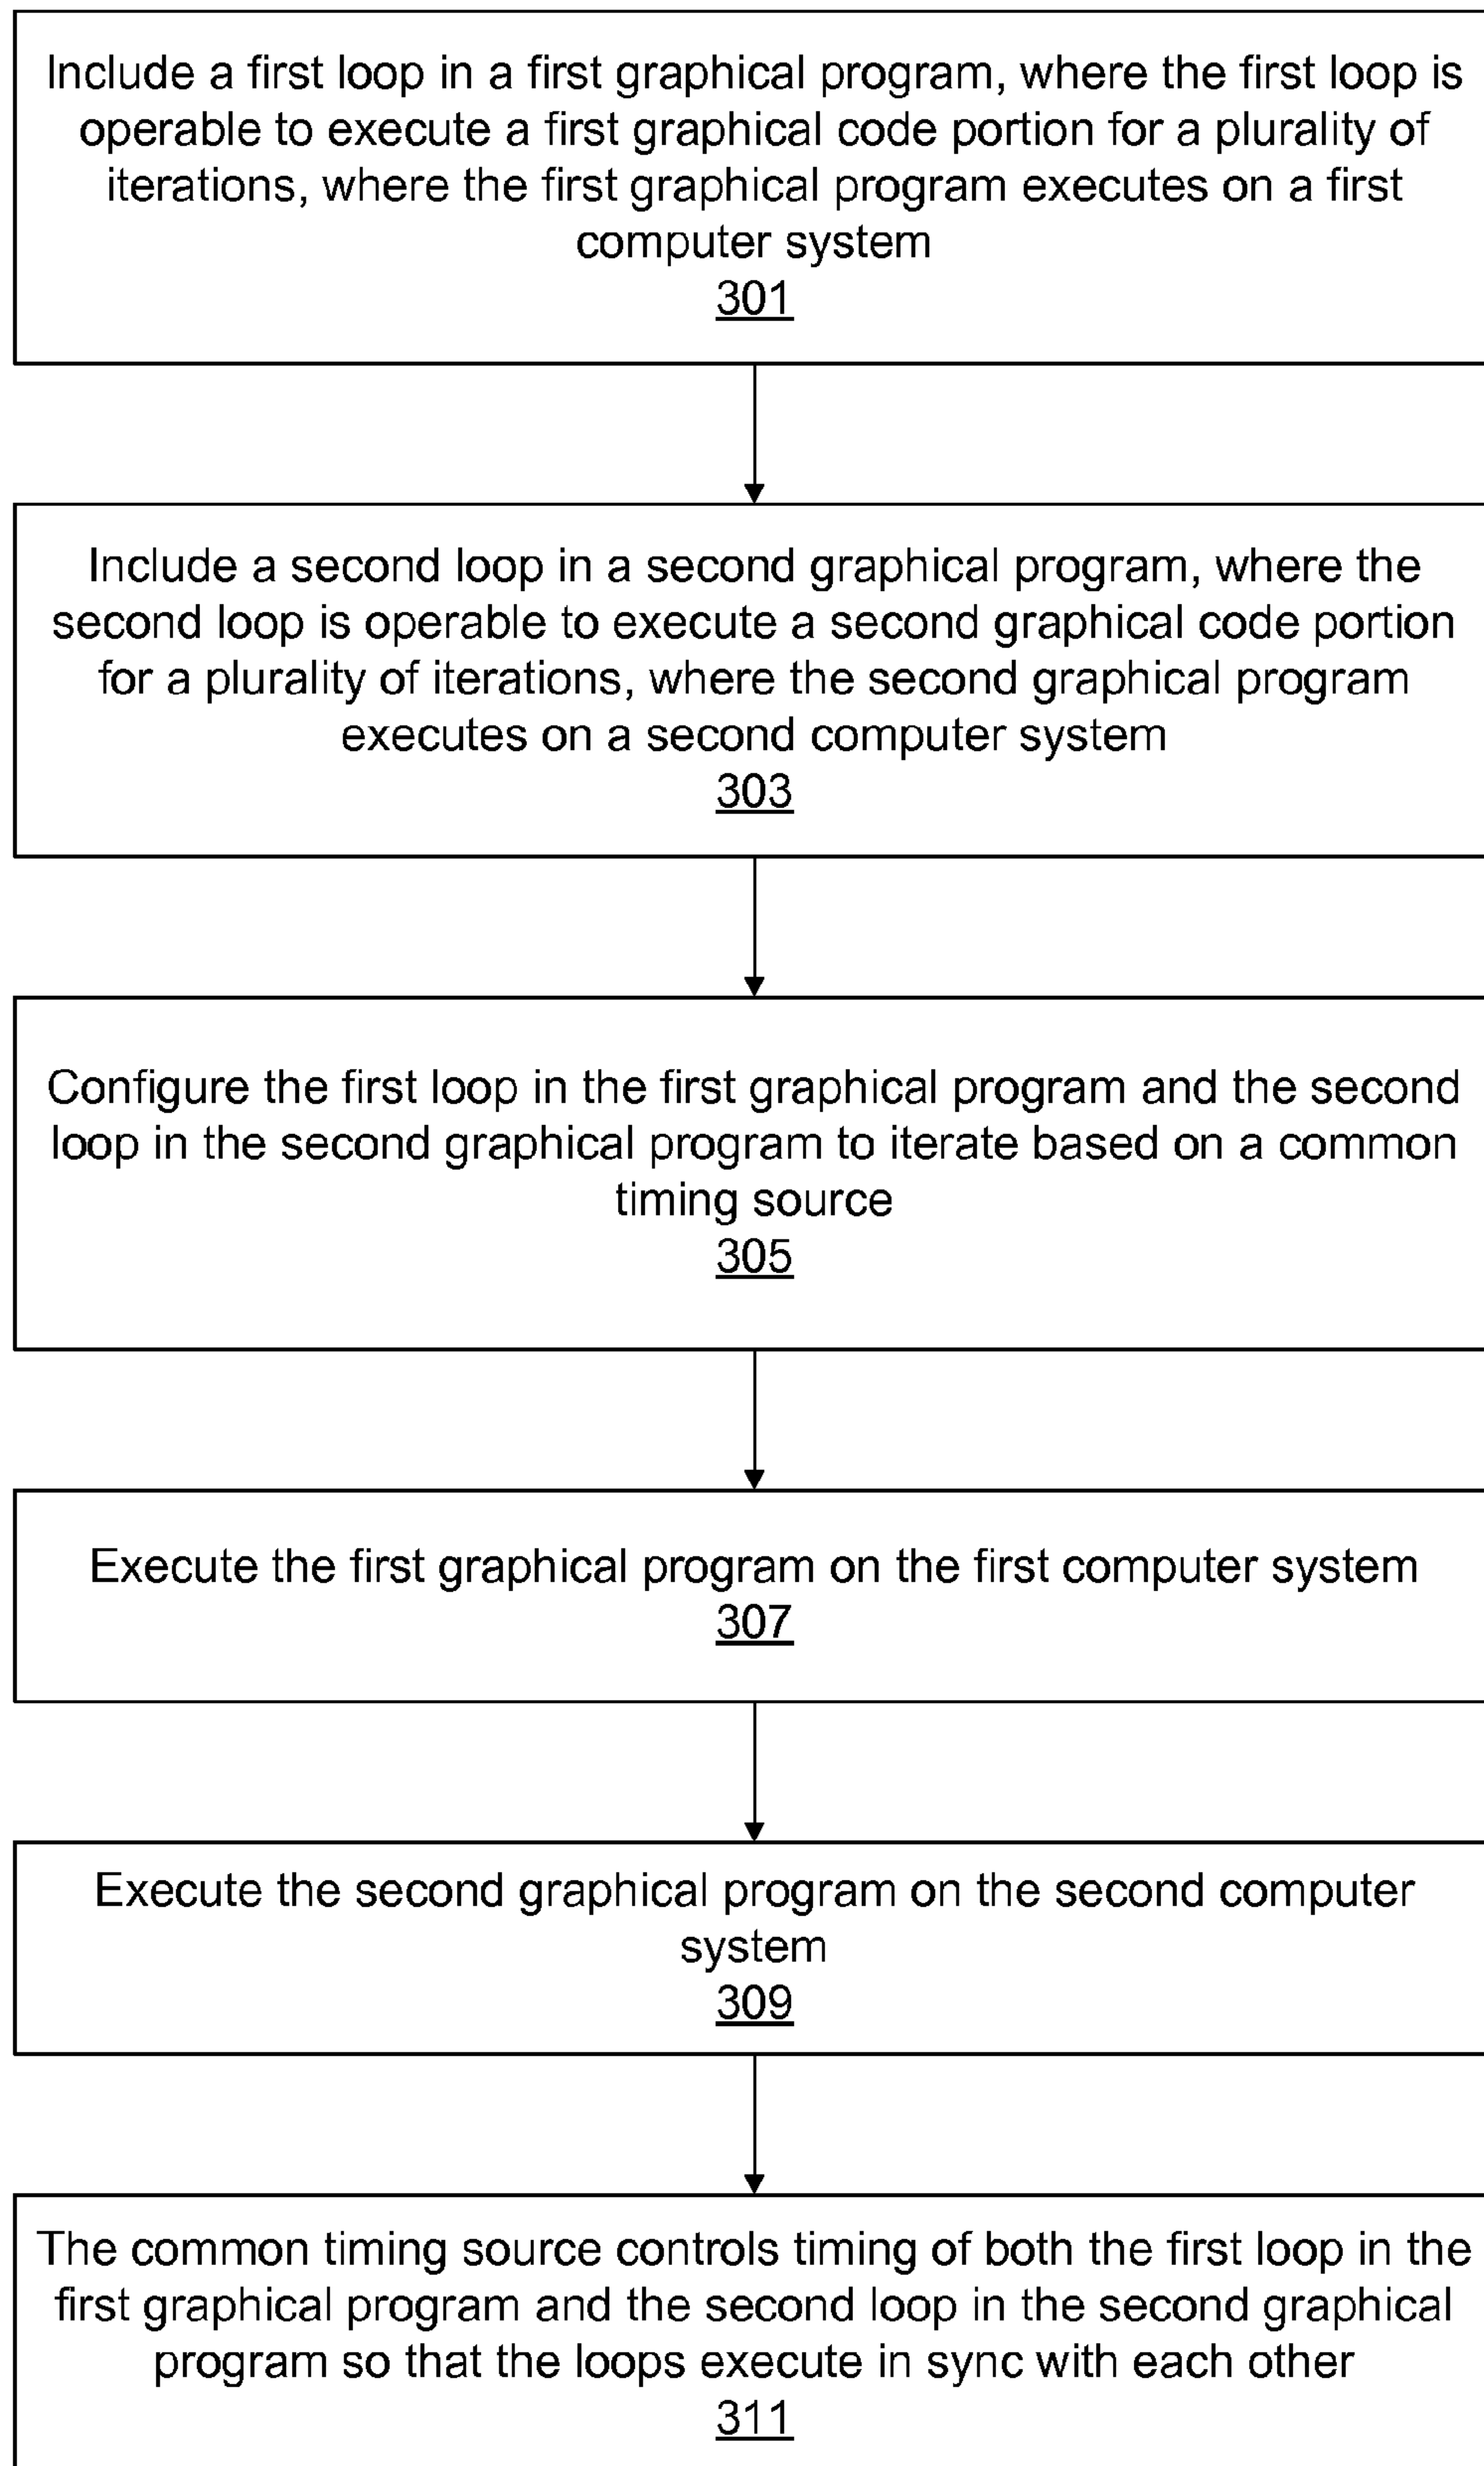 Include a first loop in a first graphical program, where the first loop is
operable to execute a first graphical code portion for a plurality of
iterations, where the first graphical program executes on a first
computer system
301
Include a second loop in a second graphical program, where the
second loop is operable to execute a second graphical code portion
for a plurality of iterations, where the second graphical program
executes on a second computer system
303
Configure the first loop in the first graphical program and the second
loop in the second graphical program to iterate based on a common
timing source
305
Execute the first graphical program on the first computer system
307
Execute the second graphical program on the second computer
system
309
The common timing source controls timing of both the first loop in the
first graphical program and the second loop in the second graphical
program so that the loops execute in sync with each other
311